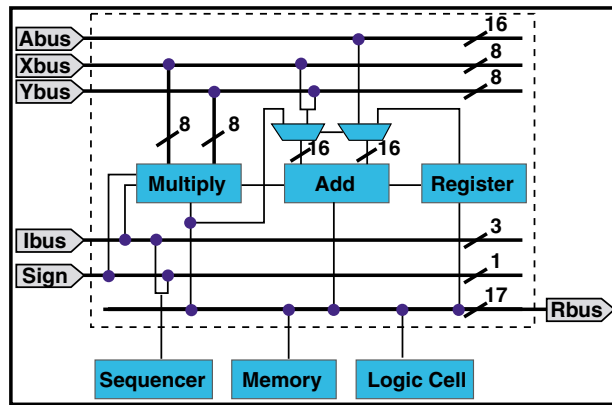 Abus
16
Xbus
8
Ybus
8
8
8
16
16
Multiply
Add
Register
Ibus
3
Sign
1
17
Rbus
Sequencer
Memory
Logic Cell